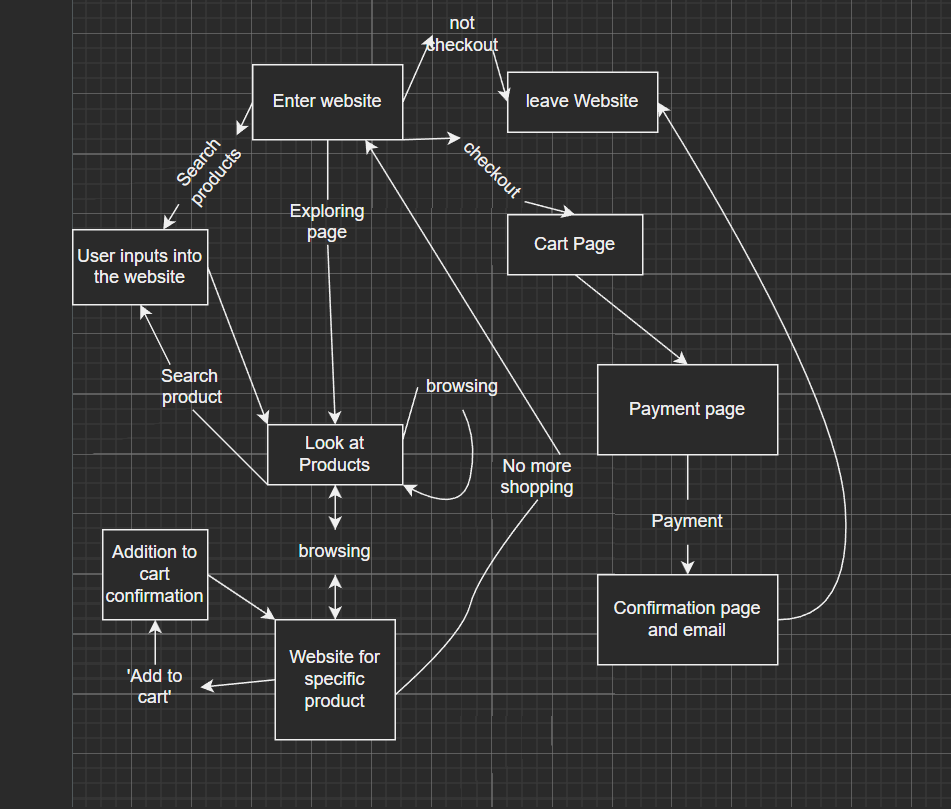 not
checkout
Enter website
leave Website
Search
products
checkout
Exploring
page
Cart Page
User inputs into
the website
Search
product
browsing
Payment page
Look at
Products
No more
shopping
Payment
browsing
Addition to
cart
confirmation
Confirmation page
and email
Website for
specific
product
'Add to
cart'